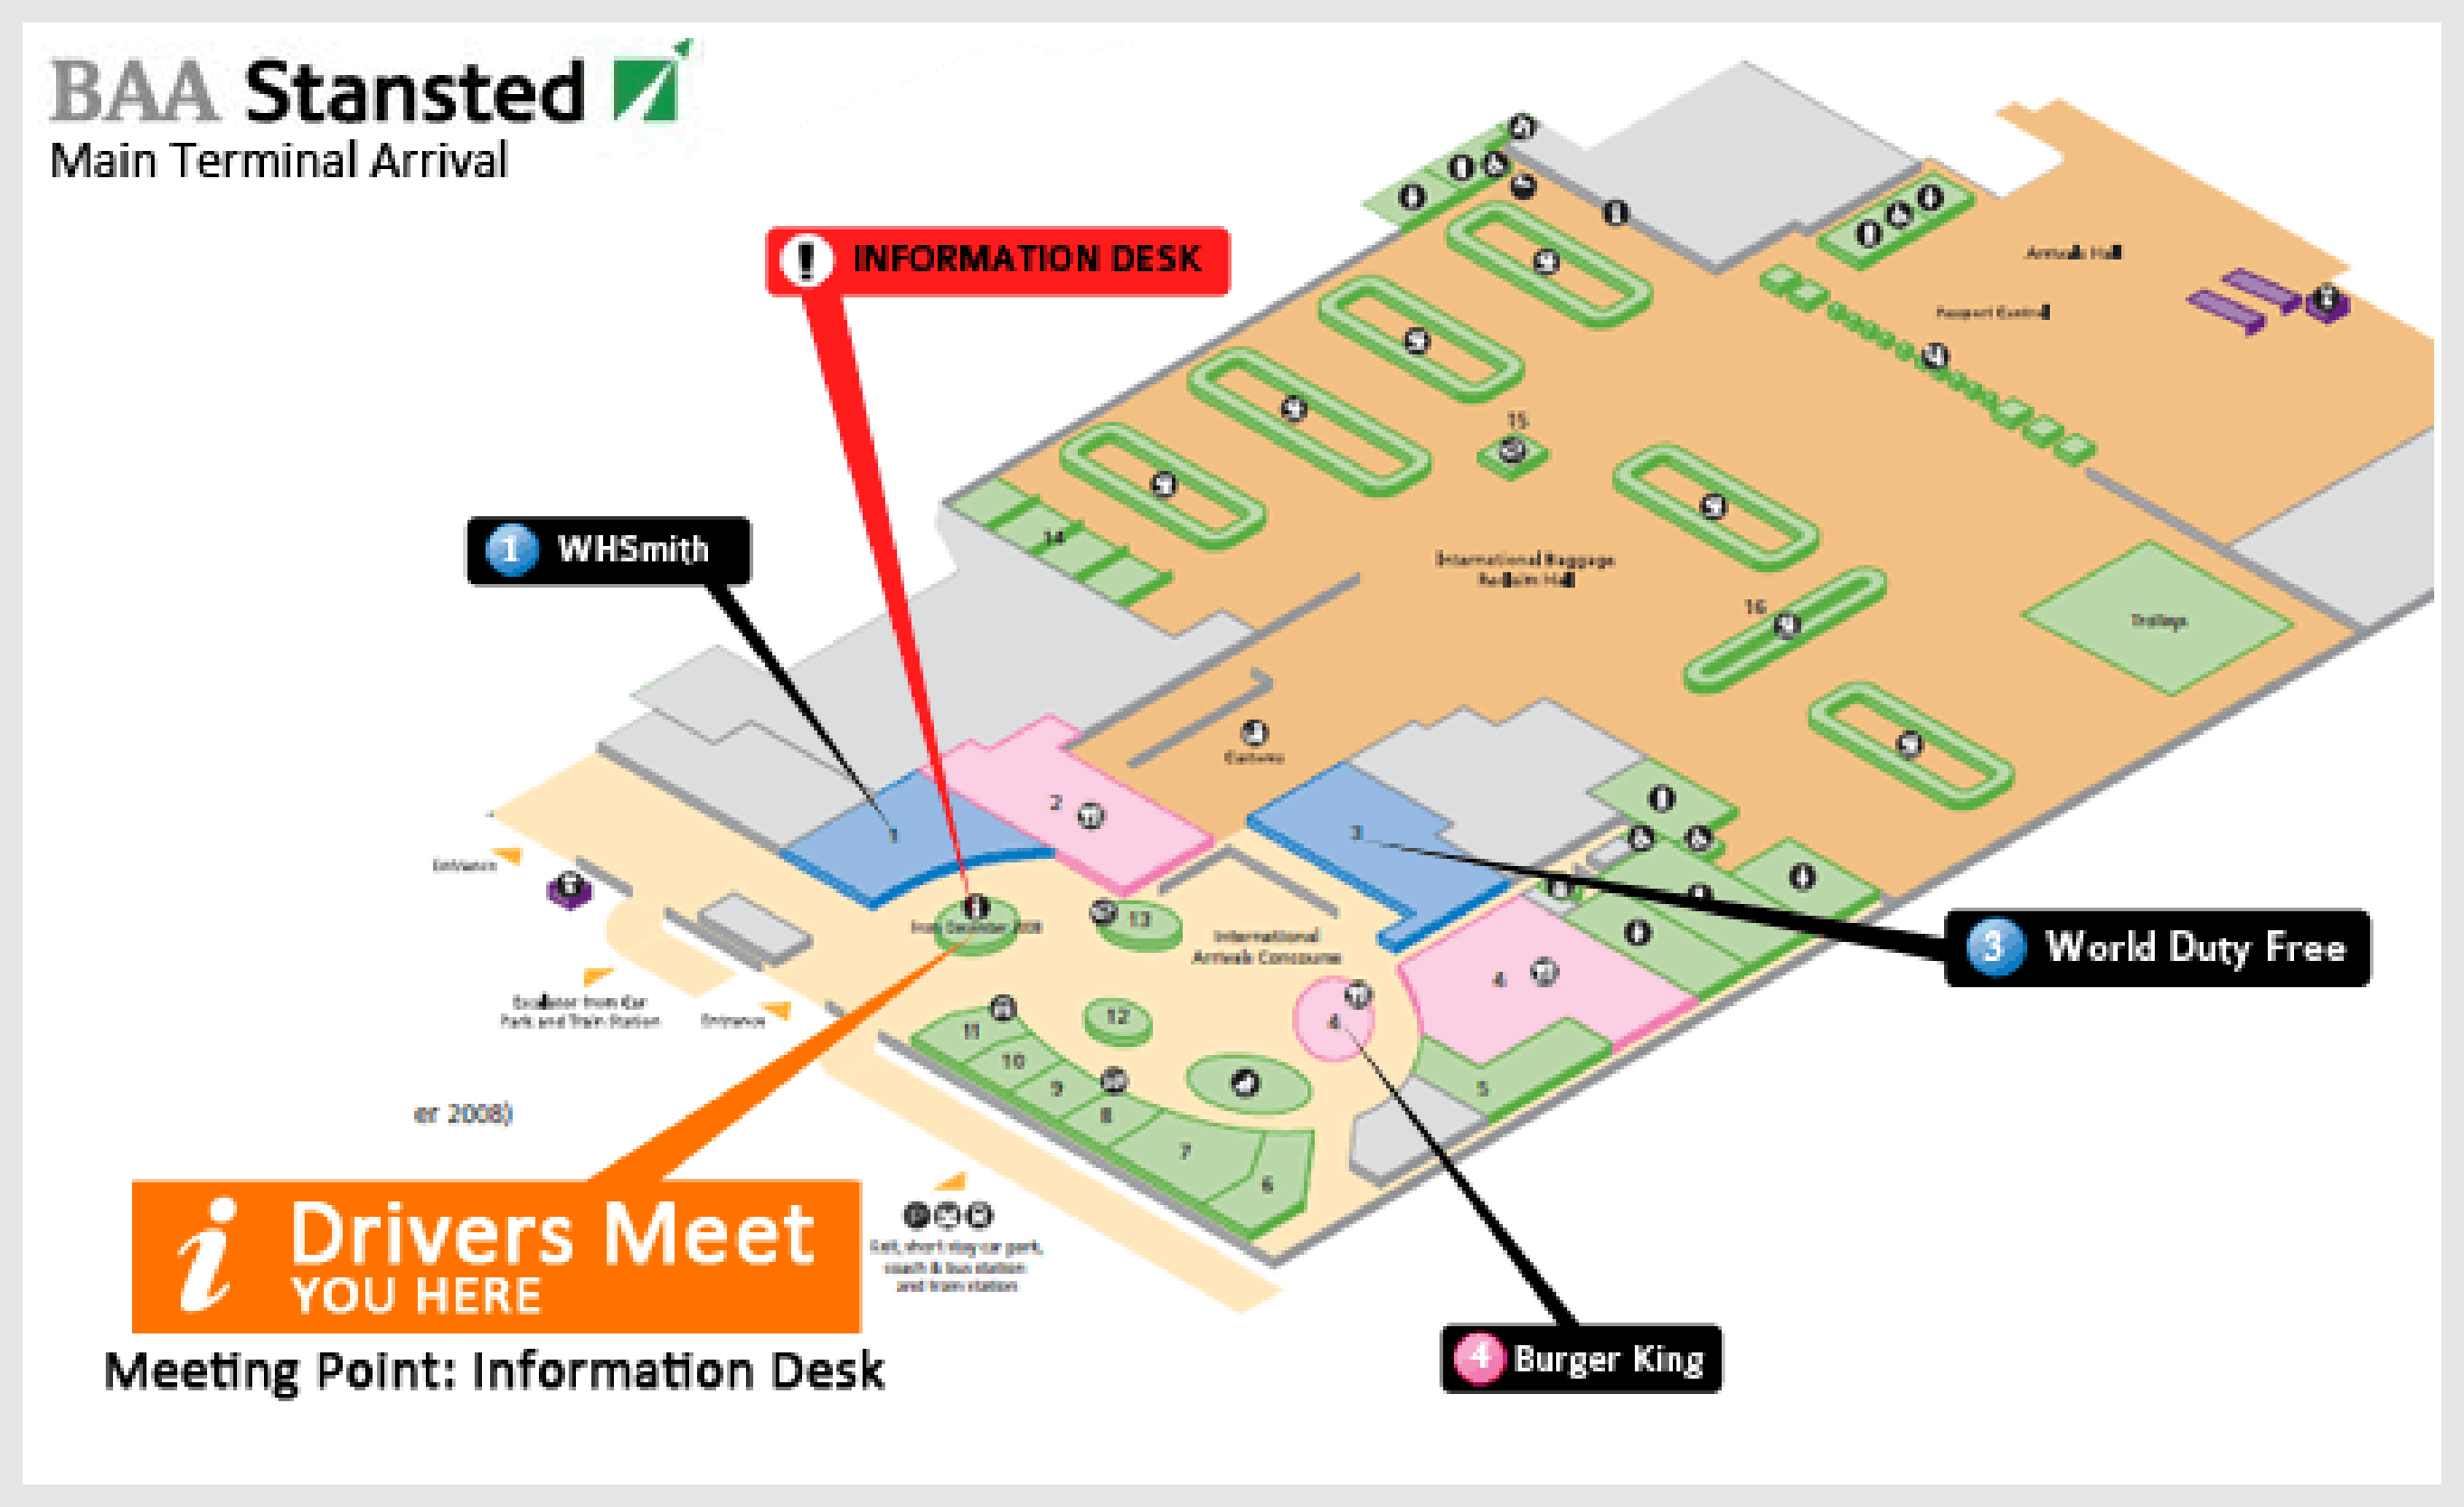 BAA Stansted
Main Terminal Arrival
! INFORMATION DESK
Arrivals Hall
Passport Control
15
1 WHSmith
14
International Baggage
Reclaim Hall
16
Trolleys
Customs
2
1
3
Entrance
from December 2008
13
International
Arrivals Concourse
3 World Duty Free
4
Escalator from Car
Park and Train Station
Entrance
11
12
4
10
9
5
8
er 2008)
7
6
i Drivers Meet
YOU HERE
Exit, short stay car park,
coach & bus station
and train station
Meeting Point: Information Desk
4 Burger King